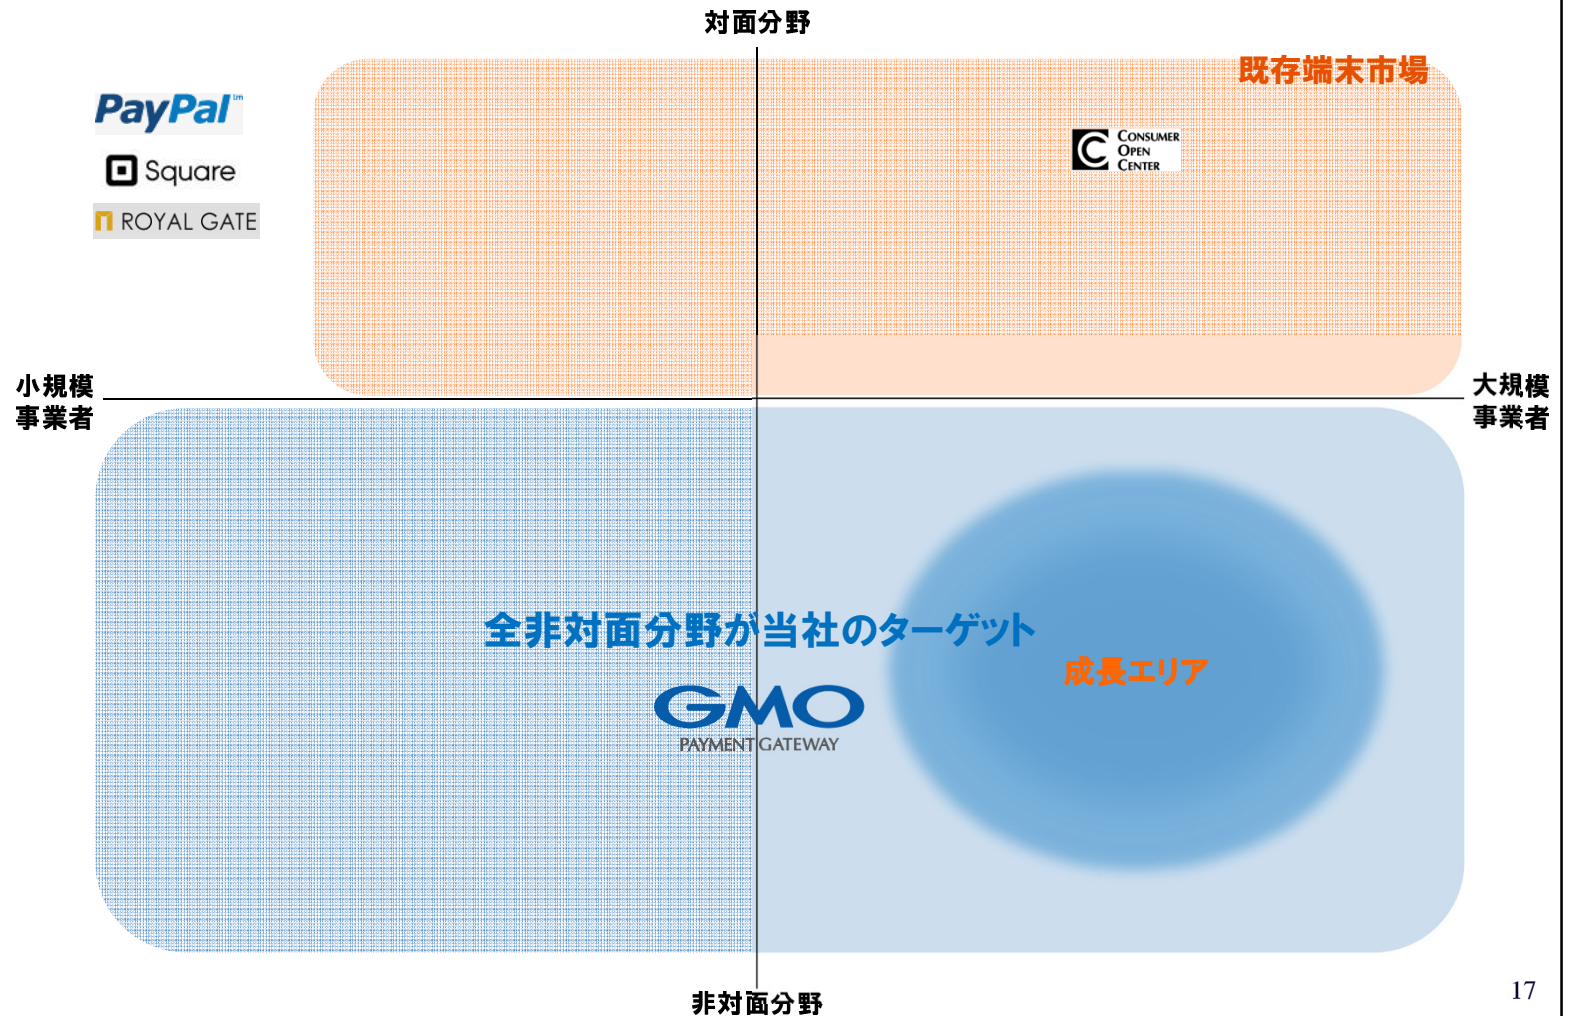 対面分野
既存端末市場
PayPal™
Square
ROYAL GATE
CONSUMER
OPEN
CENTER
小規模
事業者
大規模
事業者
全非対面分野が当社のターゲット
成長エリア
GMO
PAYMENT GATEWAY
非対面分野
17